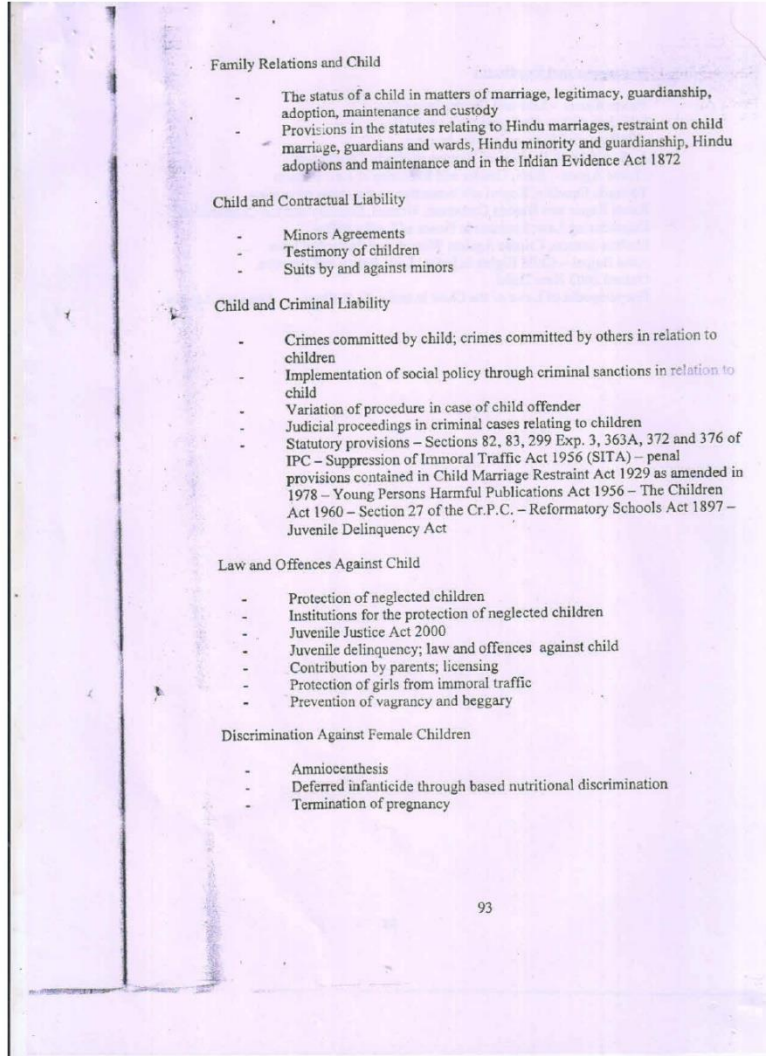 Family Relations and Child
- The status of a child in matters of marriage, legitimacy, guardianship,
adoption, maintenance and custody
- Provisions in the statutes relating to Hindu marriages, restraint on child
marriage, guardians and wards, Hindu minority and guardianship, Hindu
adoptions and maintenance and in the Indian Evidence Act 1872
Child and Contractual Liability
- Minors Agreements
- Testimony of children
- Suits by and against minors
Child and Criminal Liability
- Crimes committed by child; crimes committed by others in relation to
children
- Implementation of social policy through criminal sanctions in relation to
child
- Variation of procedure in case of child offender
- Judicial proceedings in criminal cases relating to children
- Statutory provisions – Sections 82, 83, 299 Exp. 3, 363A, 372 and 376 of
IPC – Suppression of Immoral Traffic Act 1956 (SITA) – penal
provisions contained in Child Marriage Restraint Act 1929 as amended in
1978 – Young Persons Harmful Publications Act 1956 – The Children
Act 1960 – Section 27 of the Cr.P.C. – Reformatory Schools Act 1897 –
Juvenile Delinquency Act
Law and Offences Against Child
- Protection of neglected children
- Institutions for the protection of neglected children
- Juvenile Justice Act 2000
- Juvenile delinquency; law and offences against child
- Contribution by parents; licensing
- Protection of girls from immoral traffic
- Prevention of vagrancy and beggary
Discrimination Against Female Children
- Amniocenthesis
- Deferred infanticide through based nutritional discrimination
- Termination of pregnancy
93